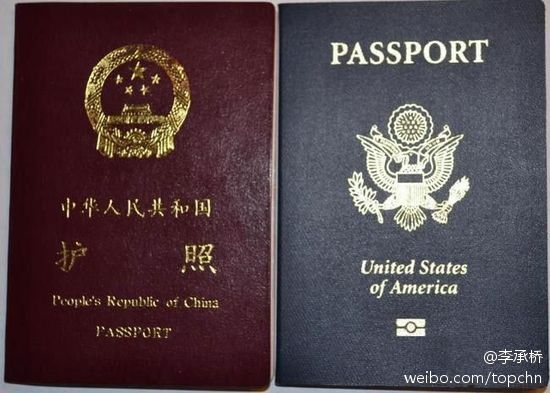 中华人民共和国
护 照
People's Republic of China
PASSPORT
PASSPORT
United States
of America
@李承桥
weibo.com/topchn